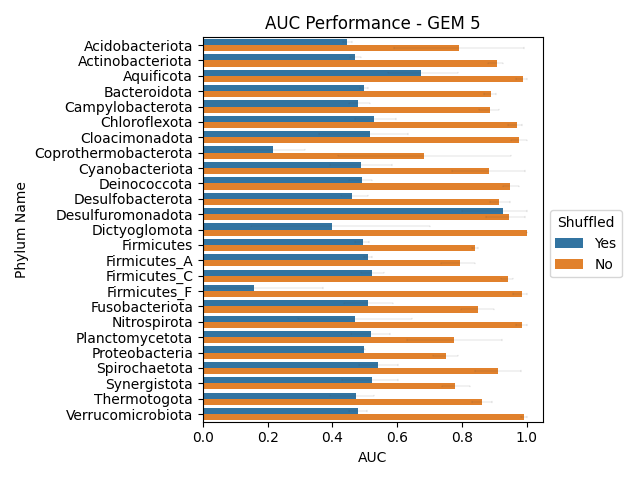 AUC Performance - GEM 5
Phylum Name
Acidobacteriota
Actinobacteriota
Aquificota
Bacteroidota
Campylobacterota
Chloroflexota
Cloacimonadota
Coprothermobacterota
Cyanobacteriota
Deinococcota
Desulfobacterota
Desulfuromonadota
Dictyoglomota
Firmicutes
Firmicutes_A
Firmicutes_C
Firmicutes_F
Fusobacteriota
Nitrospirota
Planctomycetota
Proteobacteria
Spirochaetota
Synergistota
Thermotogota
Verrucomicrobiota
0.0 0.2 0.4 0.6 0.8 1.0
AUC
Shuffled
Yes
No